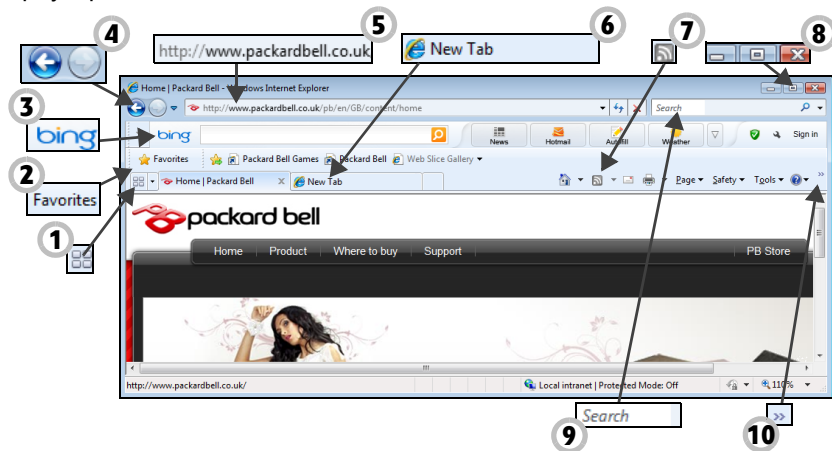 5 6 7 8
4 http://www.packardbell.co.uk New Tab
Home | Packard Bell - Windows Internet Explorer
http://www.packardbell.co.uk/pb/en/GB/content/home Search
3
bing bing News Hotmail Autofill Weather Sign in
Favorites Packard Bell Games Packard Bell Web Slice Gallery
2
Favorites
Home | Packard Bell x New Tab Page Safety Tools »
1
packard bell
Home Product Where to buy Support PB Store
http://www.packardbell.co.uk/ Local intranet | Protected Mode: Off 110%
Search »
9 10